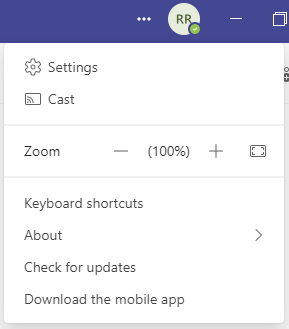 RR
Settings
Cast
Zoom (100%)
Keyboard shortcuts
About
Check for updates
Download the mobile app